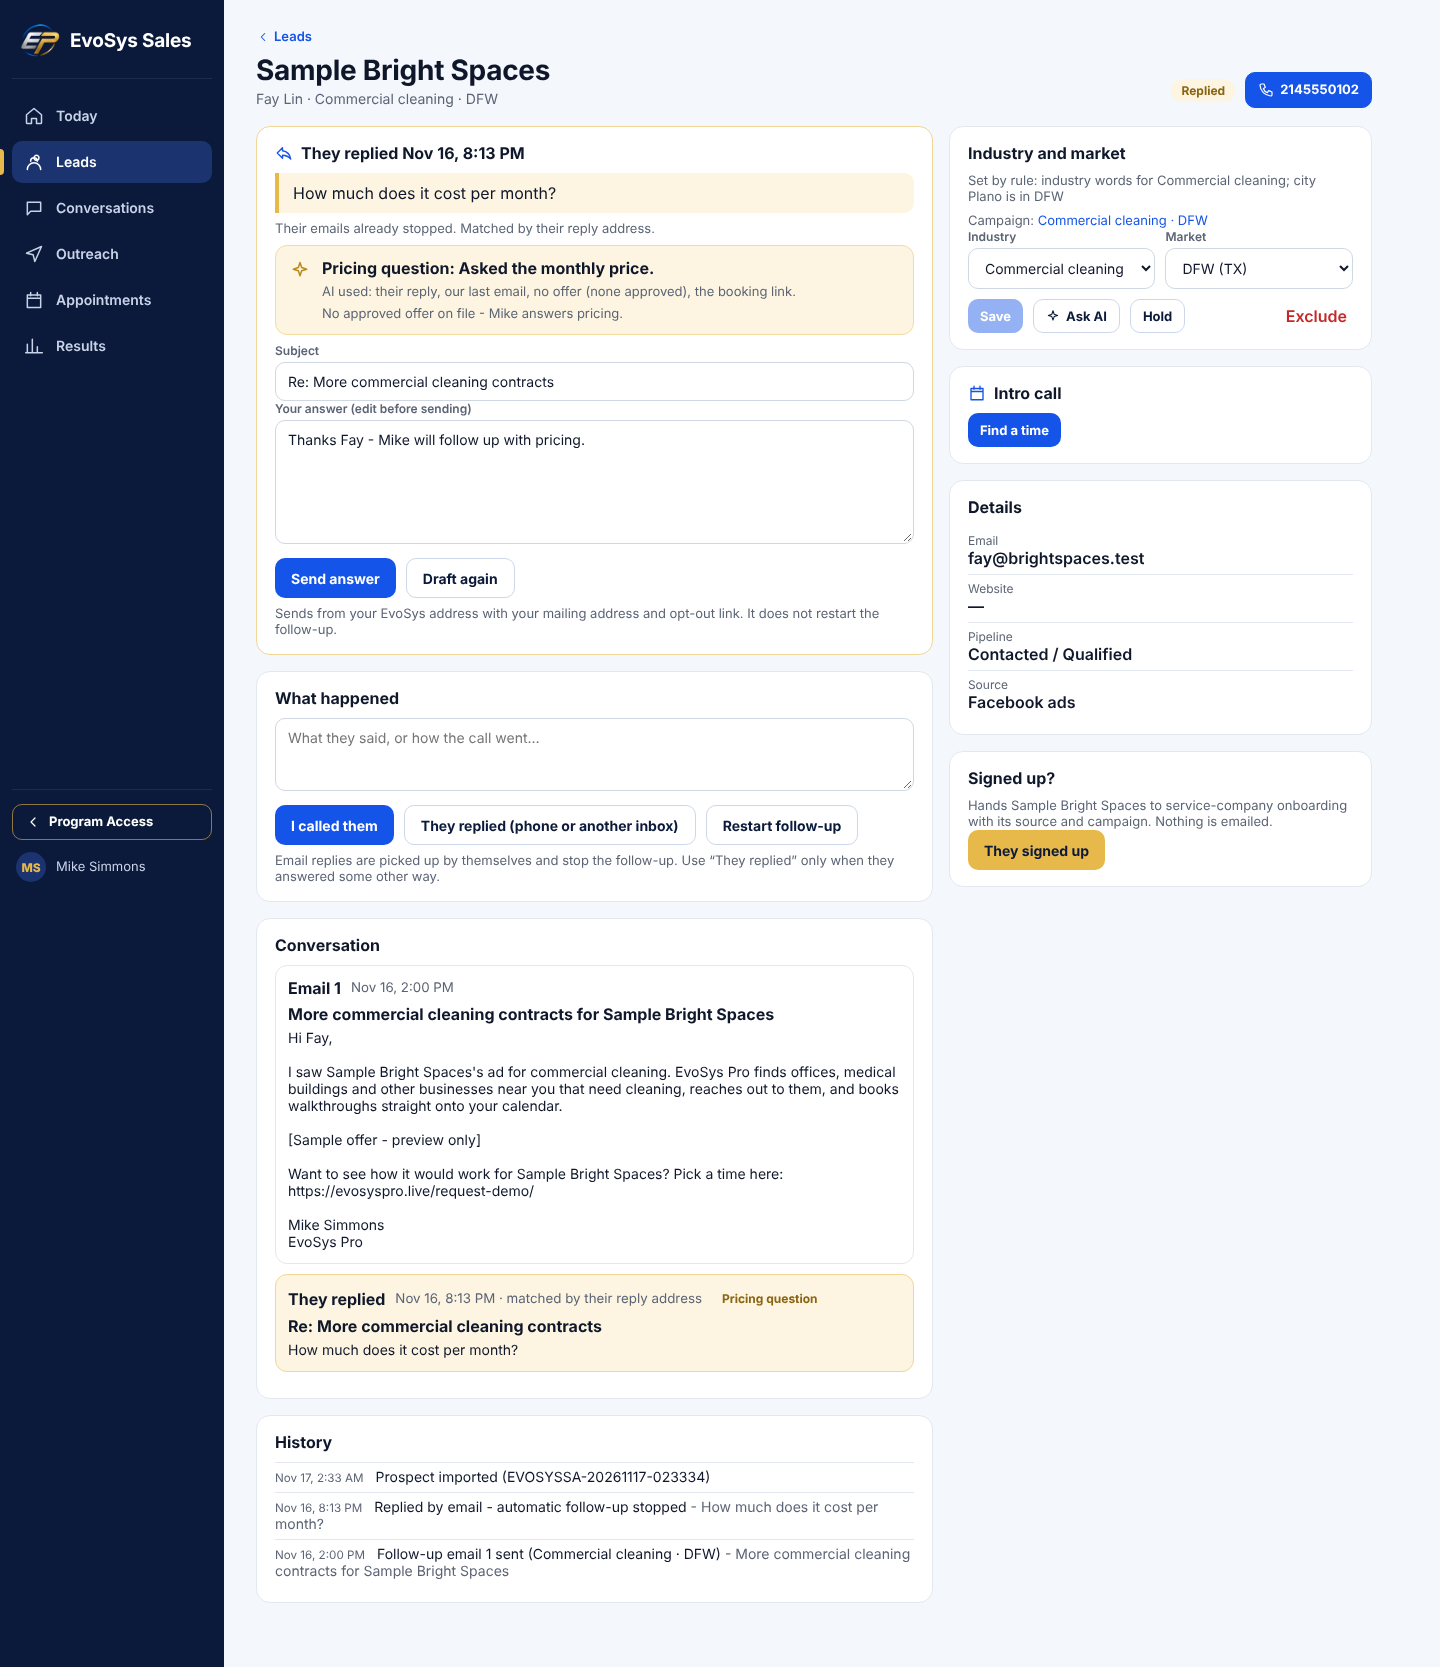 EvoSys Sales
Today
Leads
Conversations
Outreach
Appointments
Results
Program Access
MS
Mike Simmons
Leads
Sample Bright Spaces
Fay Lin · Commercial cleaning · DFW
Replied
2145550102
They replied Nov 16, 8:13 PM
How much does it cost per month?
Their emails already stopped. Matched by their reply address.
Pricing question: Asked the monthly price.
AI used: their reply, our last email, no offer (none approved), the booking link.
No approved offer on file - Mike answers pricing.
Subject
Re: More commercial cleaning contracts
Your answer (edit before sending)
Thanks Fay - Mike will follow up with pricing.
Send answer
Draft again
Sends from your EvoSys address with your mailing address and opt-out link. It does not restart the
follow-up.
What happened
What they said, or how the call went...
I called them
They replied (phone or another inbox)
Restart follow-up
Email replies are picked up by themselves and stop the follow-up. Use “They replied” only when they
answered some other way.
Conversation
Email 1 Nov 16, 2:00 PM
More commercial cleaning contracts for Sample Bright Spaces
Hi Fay,
I saw Sample Bright Spaces's ad for commercial cleaning. EvoSys Pro finds offices, medical
buildings and other businesses near you that need cleaning, reaches out to them, and books
walkthroughs straight onto your calendar.
[Sample offer - preview only]
Want to see how it would work for Sample Bright Spaces? Pick a time here:
https://evosyspro.live/request-demo/
Mike Simmons
EvoSys Pro
They replied Nov 16, 8:13 PM · matched by their reply address Pricing question
Re: More commercial cleaning contracts
How much does it cost per month?
History
Nov 17, 2:33 AM Prospect imported (EVOSYSSA-20261117-023334)
Nov 16, 8:13 PM Replied by email - automatic follow-up stopped - How much does it cost per
month?
Nov 16, 2:00 PM Follow-up email 1 sent (Commercial cleaning · DFW) - More commercial cleaning
contracts for Sample Bright Spaces
Industry and market
Set by rule: industry words for Commercial cleaning; city
Plano is in DFW
Campaign: Commercial cleaning · DFW
Industry
Market
Commercial cleaning
DFW (TX)
Save
Ask AI
Hold
Exclude
Intro call
Find a time
Details
Email
fay@brightspaces.test
Website
—
Pipeline
Contacted / Qualified
Source
Facebook ads
Signed up?
Hands Sample Bright Spaces to service-company onboarding
with its source and campaign. Nothing is emailed.
They signed up